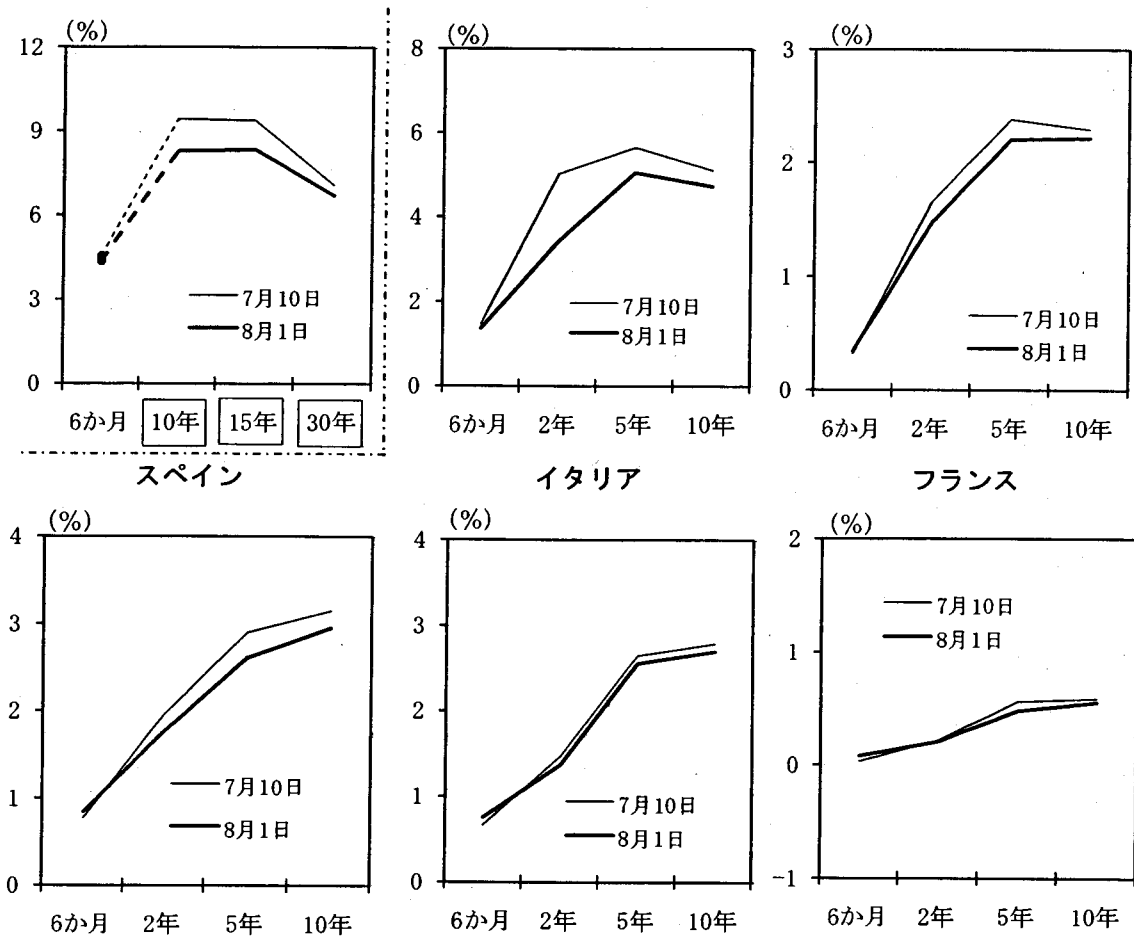 (%)
12
9
6
3
0
7月10日
8月1日
6か月 10年 15年 30年
(%)
8
6
4
2
0
7月10日
8月1日
6か月 2年 5年 10年
(%)
3
2
1
0
7月10日
8月1日
6か月 2年 5年 10年
スペイン
イタリア
フランス
(%)
4
3
2
1
0
7月10日
8月1日
6か月 2年 5年 10年
(%)
4
3
2
1
0
7月10日
8月1日
6か月 2年 5年 10年
(%)
2
1
0
-1
7月10日
8月1日
6か月 2年 5年 10年